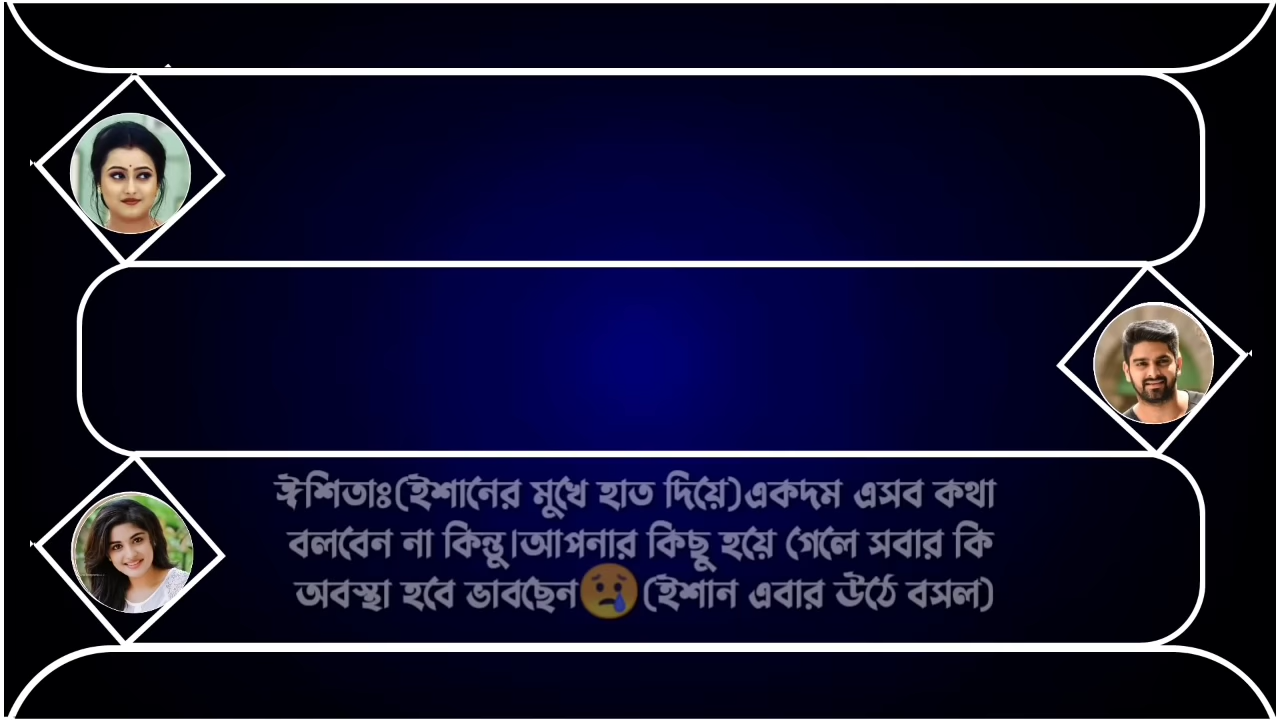 ঈশিতাঃ(ইশানের মুখে হাত দিয়ে)একদম এসব কথা
বলবেন না কিন্তু।আপনার কিছু হয়ে গেলে সবার কি
অবস্থা হবে ভাবছেন😢(ইশান এবার উঠে বসল)